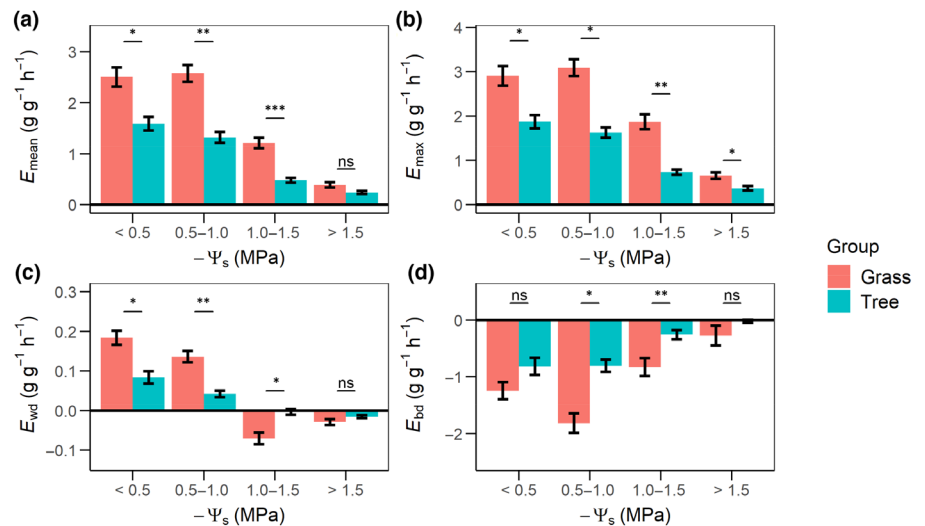 (a)
E_mean (g g⁻¹ h⁻¹)
3
2
1
0
*
**
***
ns
< 0.5
0.5–1.0
1.0–1.5
> 1.5
– Ψ_s (MPa)
(b)
E_max (g g⁻¹ h⁻¹)
4
3
2
1
0
*
*
**
*
< 0.5
0.5–1.0
1.0–1.5
> 1.5
– Ψ_s (MPa)
(c)
E_wd (g g⁻¹ h⁻¹)
0.3
0.2
0.1
0.0
−0.1
*
**
*
ns
< 0.5
0.5–1.0
1.0–1.5
> 1.5
– Ψ_s (MPa)
(d)
E_bd (g g⁻¹ h⁻¹)
0
−1
−2
ns
*
**
ns
< 0.5
0.5–1.0
1.0–1.5
> 1.5
– Ψ_s (MPa)
Group
Grass
Tree